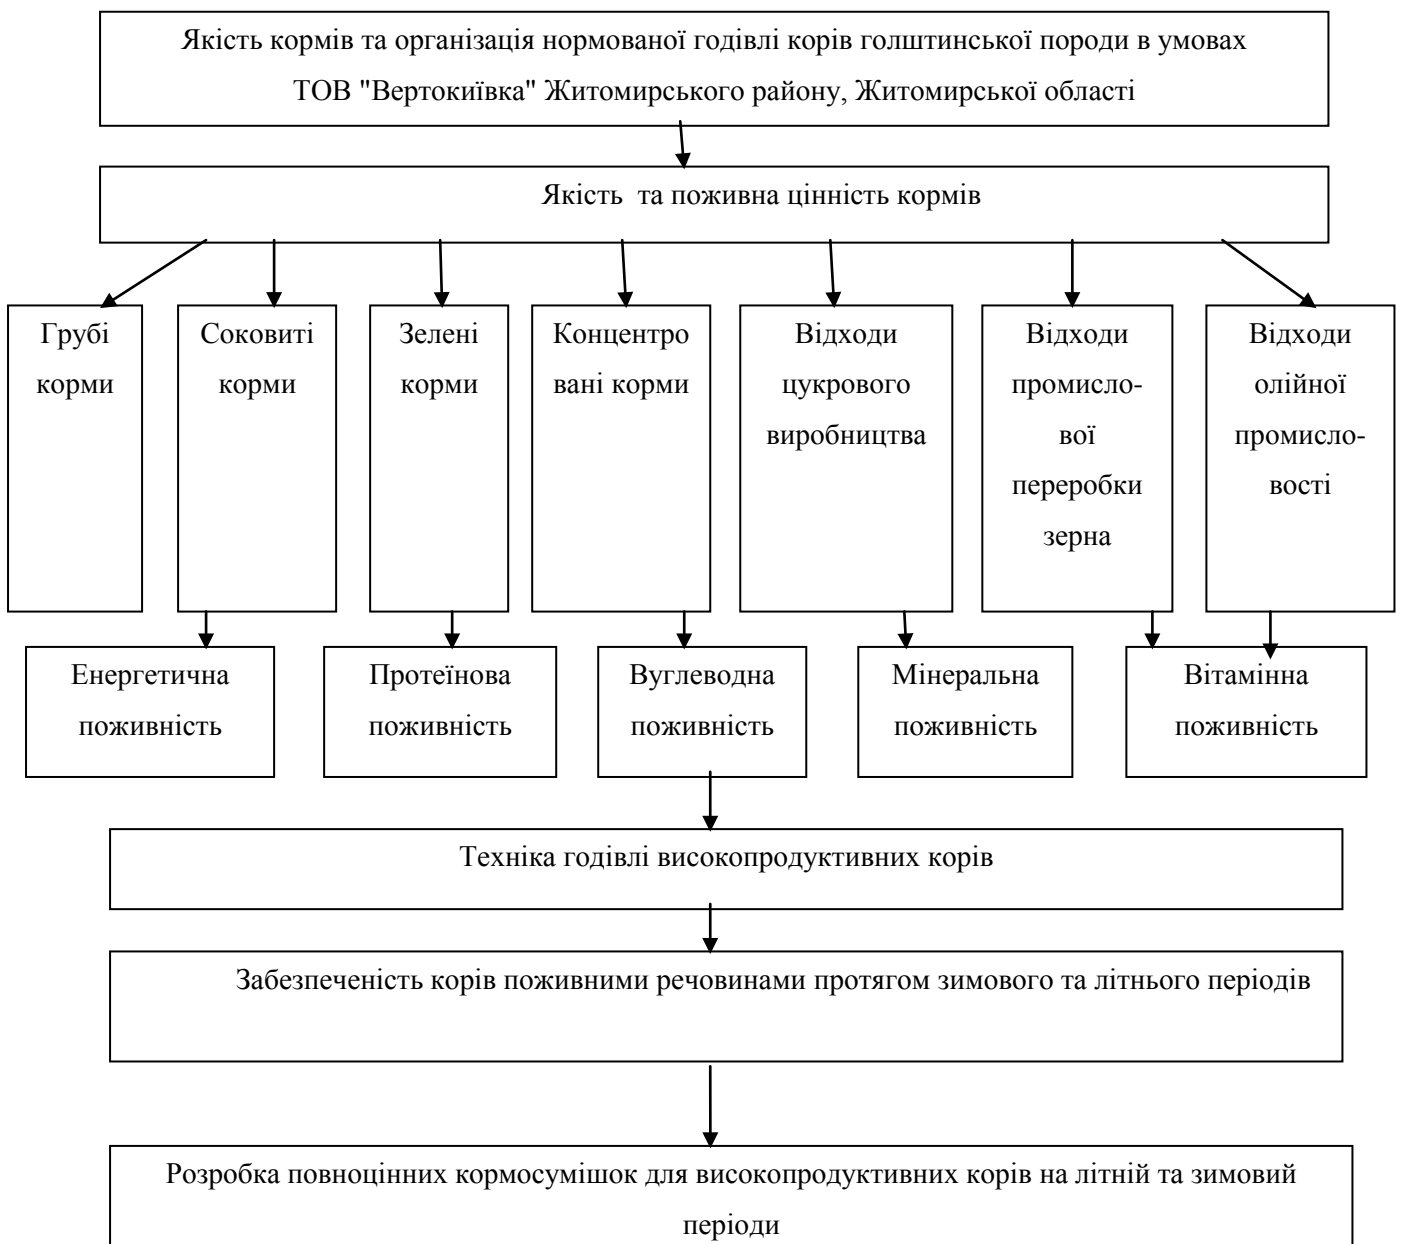 Якість кормів та організація нормованої годівлі корів голштинської породи в умовах
ТОВ "Вертокиївка" Житомирського району, Житомирської області
Якість та поживна цінність кормів
Грубі
корми
Соковиті
корми
Зелені
корми
Концентро
вані корми
Відходи
цукрового
виробництва
Відходи
промисло-
вої
переробки
зерна
Відходи
олійної
промисло-
вості
Енергетична
поживність
Протеїнова
поживність
Вуглеводна
поживність
Мінеральна
поживність
Вітамінна
поживність
Техніка годівлі високопродуктивних корів
Забезпеченість корів поживними речовинами протягом зимового та літнього періодів
Розробка повноцінних кормосумішок для високопродуктивних корів на літній та зимовий
періоди